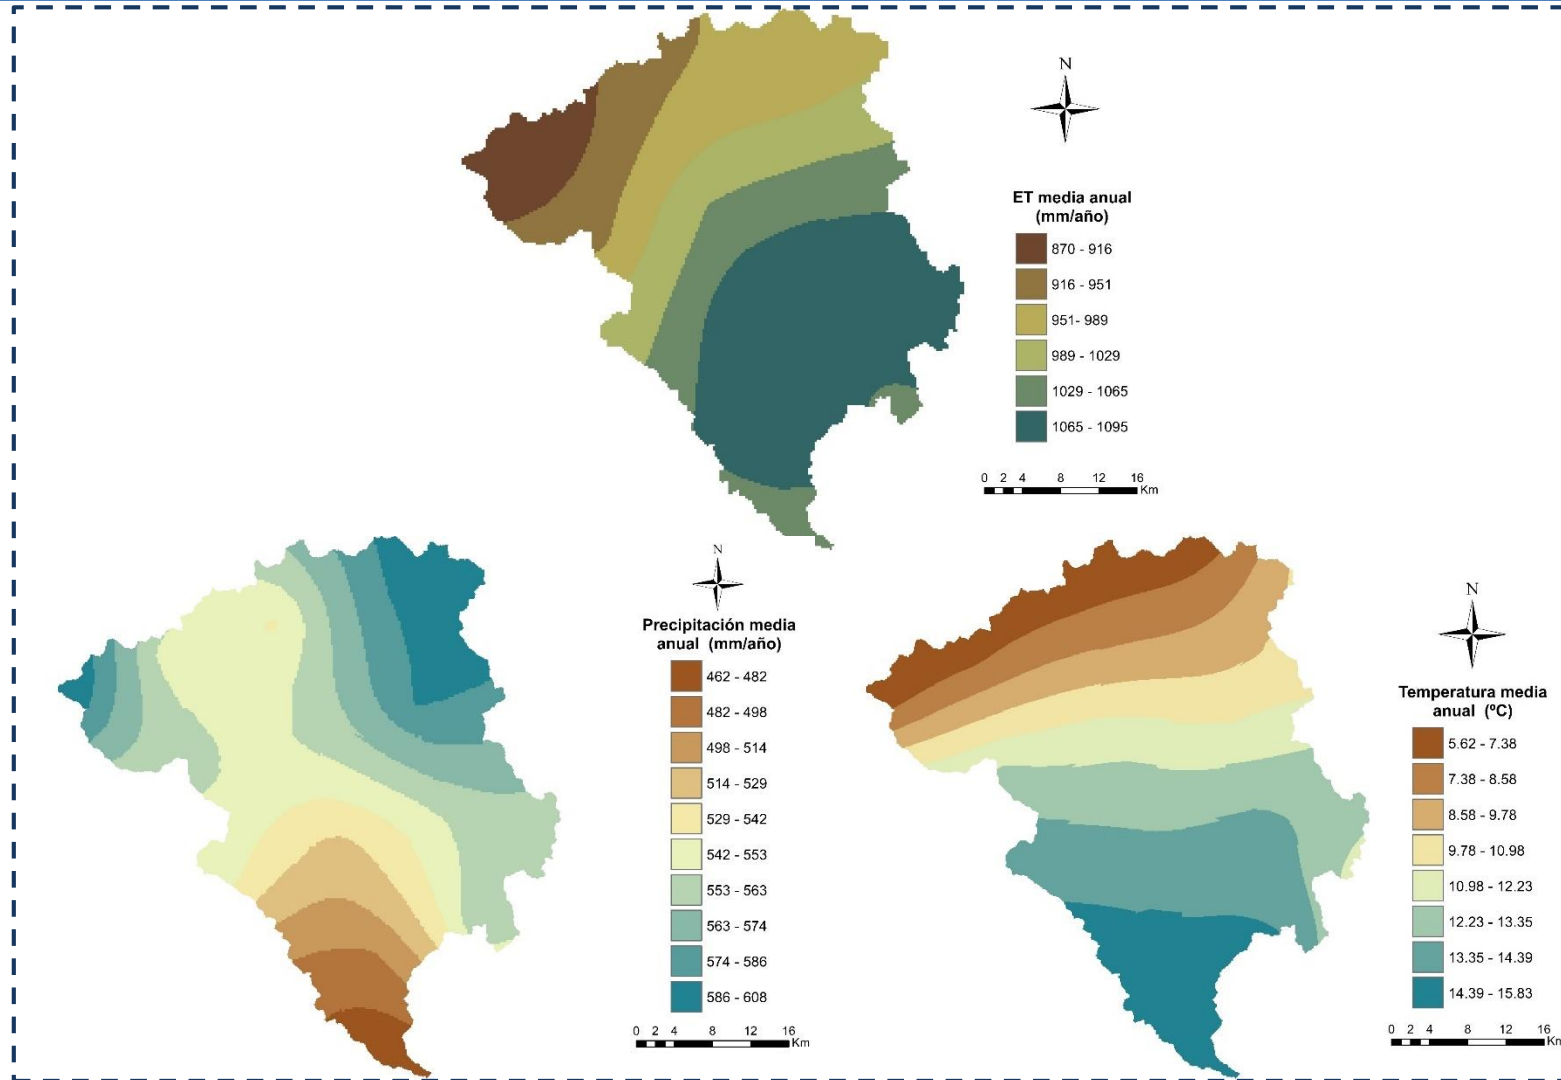 N
ET media anual
(mm/año)
870 - 916
916 - 951
951- 989
989 - 1029
1029 - 1065
1065 - 1095
0 2 4 8 12 16
Km
N
Precipitación media
anual (mm/año)
462 - 482
482 - 498
498 - 514
514 - 529
529 - 542
542 - 553
553 - 563
563 - 574
574 - 586
586 - 608
0 2 4 8 12 16
Km
N
Temperatura media
anual (ºC)
5.62 - 7.38
7.38 - 8.58
8.58 - 9.78
9.78 - 10.98
10.98 - 12.23
12.23 - 13.35
13.35 - 14.39
14.39 - 15.83
0 2 4 8 12 16
Km